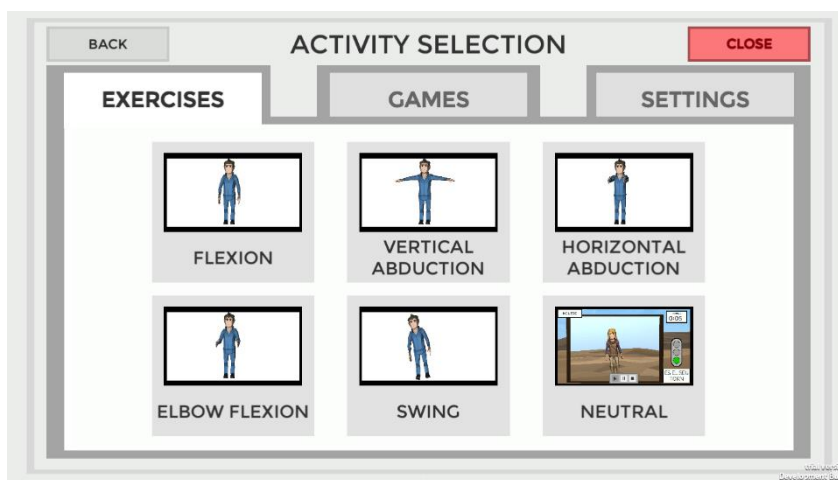 BACK
ACTIVITY SELECTION
CLOSE
EXERCISES
GAMES
SETTINGS
FLEXION
VERTICAL
ABDUCTION
HORIZONTAL
ABDUCTION
ELBOW FLEXION
SWING
NEUTRAL